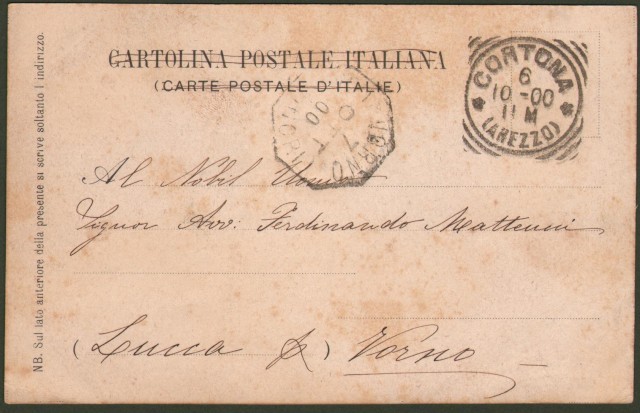 CARTOLINA POSTALE ITALIANA
(CARTE POSTALE D'ITALIE)
CORTONA
6
10 - 00
11 M
(AREZZO)
00
7
Al Nobil Uomo
Signor Avv: Ferdinando Matteucci
(Lucca p) Vorno
NB. Sul lato anteriore della presente si scrive soltanto l'indirizzo.